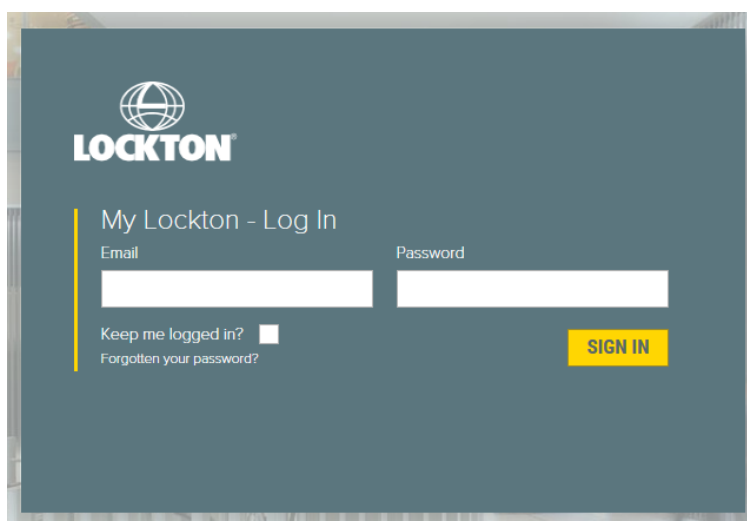 LOCKTON®
My Lockton - Log In
Email
Password
Keep me logged in?
Forgotten your password?
SIGN IN